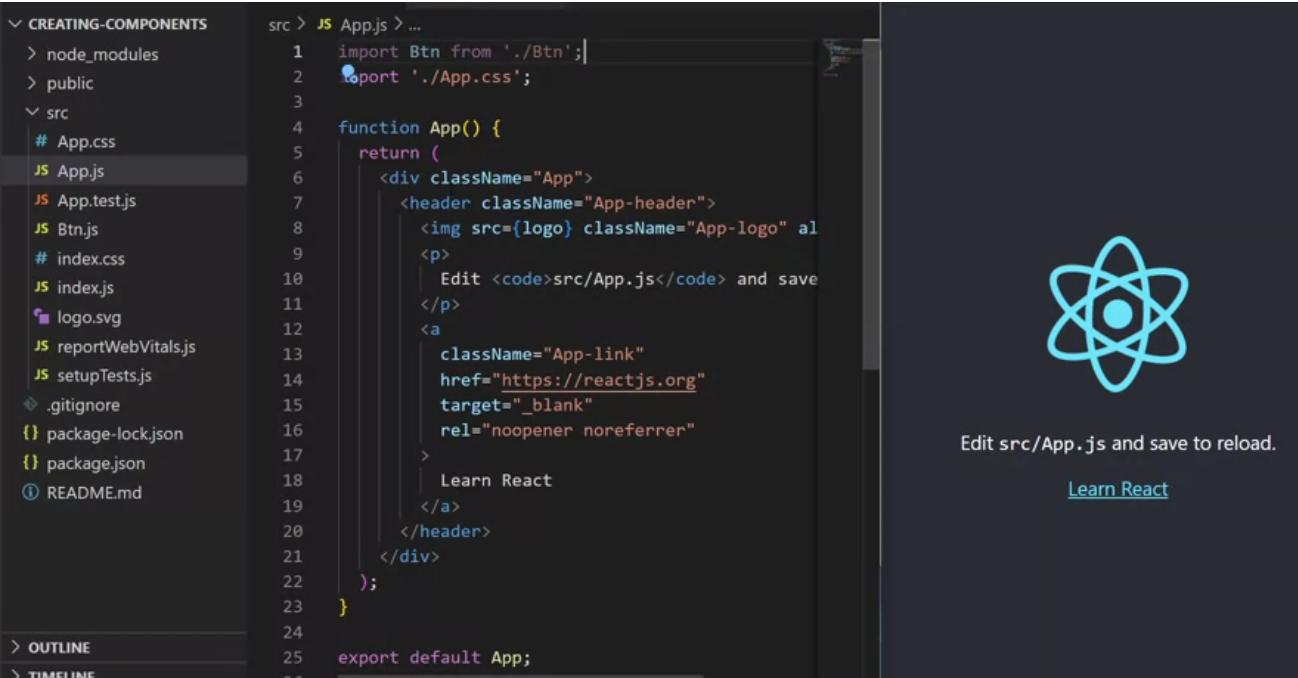 CREATING-COMPONENTS
node_modules
public
src
# App.css
JS App.js
JS App.test.js
JS Btn.js
# index.css
JS index.js
logo.svg
JS reportWebVitals.js
JS setupTests.js
.gitignore
{} package-lock.json
{} package.json
README.md
OUTLINE
TIMELINE
src > JS App.js > ...
1 import Btn from './Btn';
2 port './App.css';
3
4 function App() {
5 return (
6 <div className="App">
7 <header className="App-header">
8 <img src={logo} className="App-logo" al
9 <p>
10 Edit <code>src/App.js</code> and save
11 </p>
12 <a
13 className="App-link"
14 href="https://reactjs.org"
15 target="_blank"
16 rel="noopener noreferrer"
17 >
18 Learn React
19 </a>
20 </header>
21 </div>
22 );
23 }
24
25 export default App;
Edit src/App.js and save to reload.
Learn React